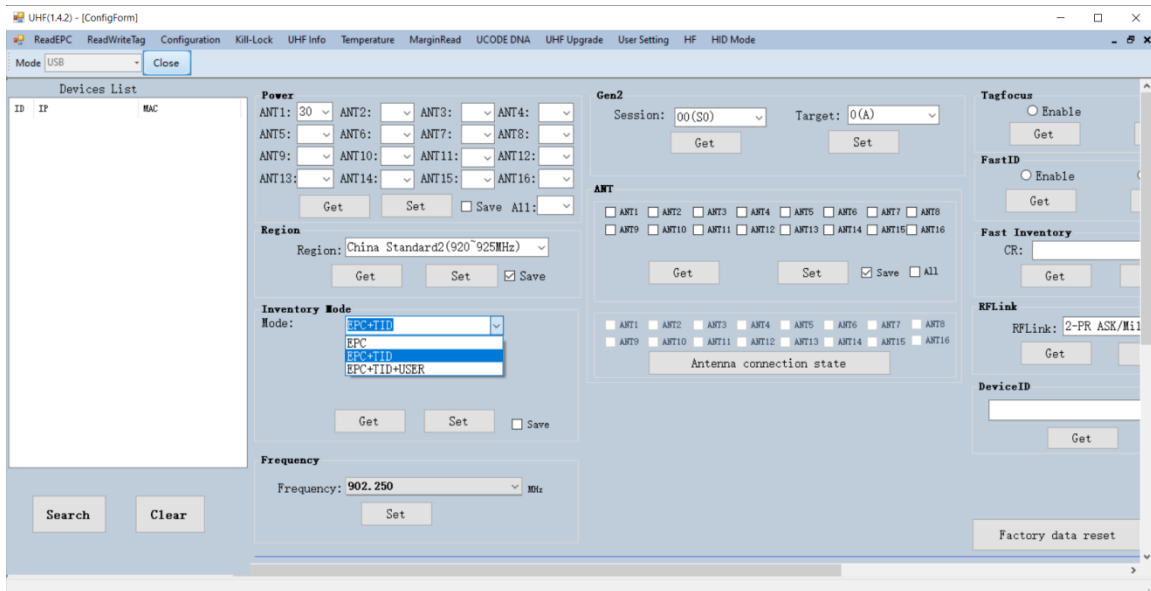 UHF(1.4.2) - [ConfigForm]
ReadEPC ReadWriteTag Configuration Kill-Lock UHF Info Temperature MarginRead UCODE DNA UHF Upgrade User Setting HF HID Mode
Mode USB Close
Devices List
ID IP MAC
Search Clear
Power
ANT1: 30 ANT2: ANT3: ANT4:
ANT5: ANT6: ANT7: ANT8:
ANT9: ANT10: ANT11: ANT12:
ANT13: ANT14: ANT15: ANT16:
Get Set Save All:
Region
Region: China Standard2(920~925MHz)
Get Set Save
Inventory Mode
Mode: EPC+TID
EPC
EPC+TID
EPC+TID+USER
Get Set Save
Frequency
Frequency: 902.250 MHz
Set
Gen2
Session: 00(S0) Target: 0(A)
Get Set
ANT
ANT1 ANT2 ANT3 ANT4 ANT5 ANT6 ANT7 ANT8
ANT9 ANT10 ANT11 ANT12 ANT13 ANT14 ANT15 ANT16
Get Set Save All
ANT1 ANT2 ANT3 ANT4 ANT5 ANT6 ANT7 ANT8
ANT9 ANT10 ANT11 ANT12 ANT13 ANT14 ANT15 ANT16
Antenna connection state
Tagfocus
Enable
Get
FastID
Enable
Get
Fast Inventory
CR:
Get
RFLink
RFLink: 2-PR ASK/Mil
Get
DeviceID
Get
Factory data reset